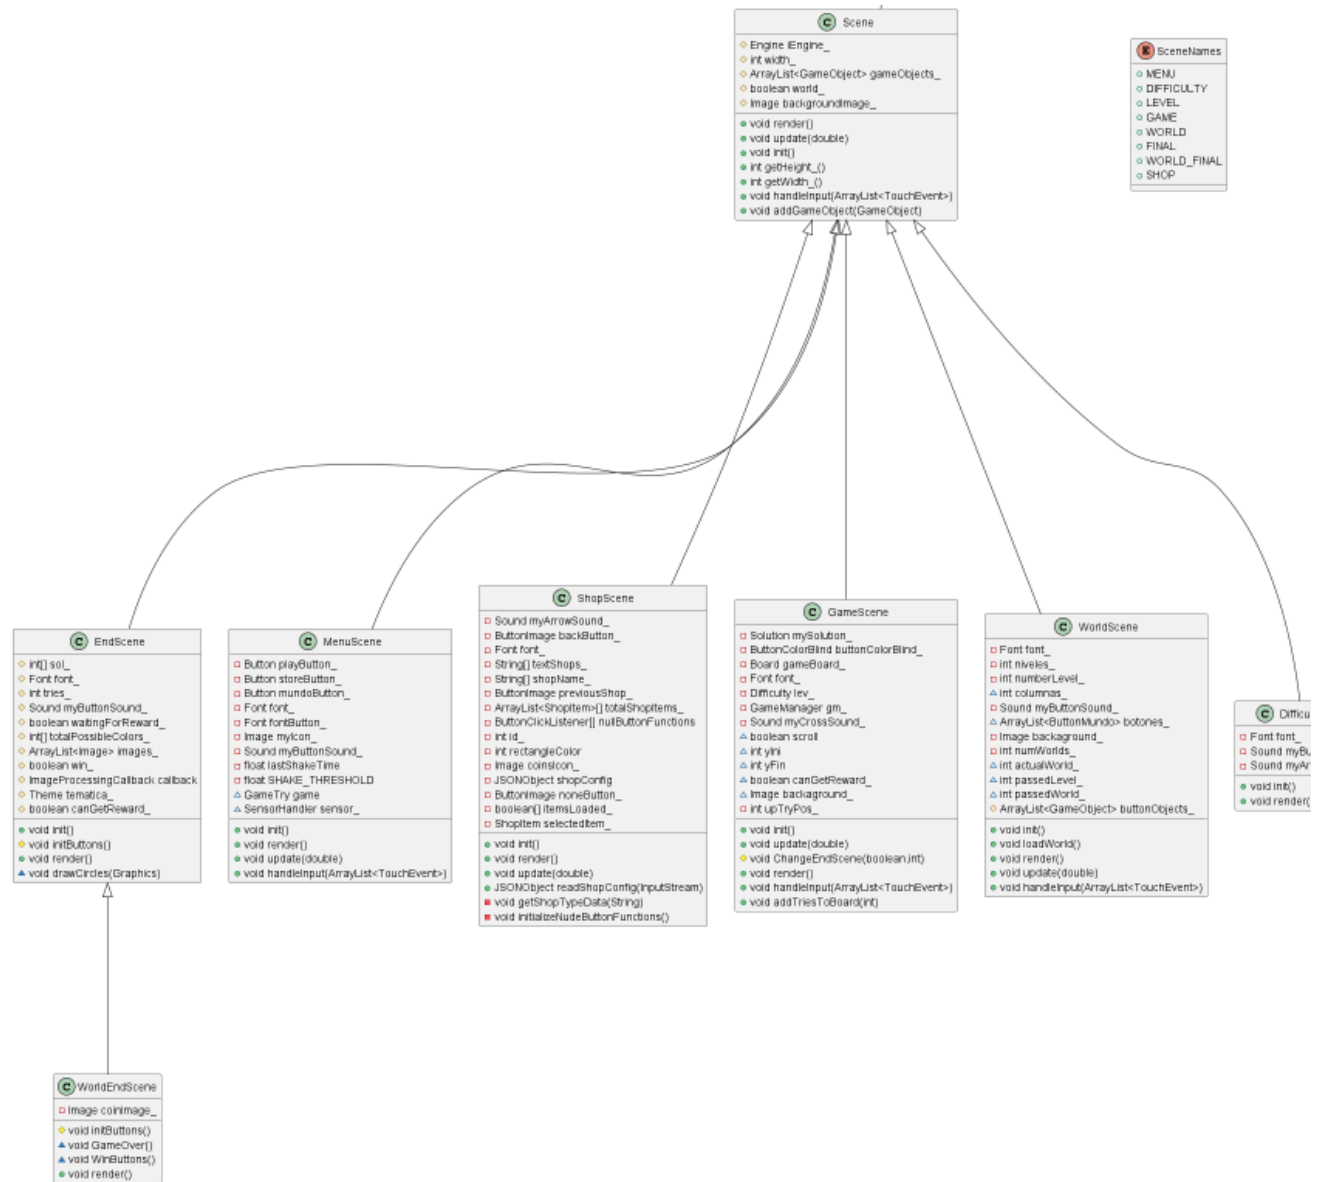 C Scene
Engine iEngine_
int width_
ArrayList<GameObject> gameObjects_
boolean world_
Image backgroundImage_
void render()
void update(double)
void init()
int getHeight_()
int getWidth_()
void handleInput(ArrayList<TouchEvent>)
void addGameObject(GameObject)
E SceneNames
MENU
DIFFICULTY
LEVEL
GAME
WORLD
FINAL
WORLD_FINAL
SHOP
C EndScene
int[] sol_
Font font_
int tries_
Sound myButtonSound_
boolean waitingForReward_
int[] totalPossibleColors_
ArrayList<Image> images_
boolean win_
ImageProcessingCallback callback
Theme tematica_
boolean canGetReward_
void init()
void initButtons()
void render()
void drawCircles(Graphics)
C MenuScene
Button playButton_
Button storeButton_
Button mundoButton_
Font font_
Font fontButton_
Image myIcon_
Sound myButtonSound_
float lastShakeTime
float SHAKE_THRESHOLD
GameTry game
SensorHandler sensor_
void init()
void render()
void update(double)
void handleInput(ArrayList<TouchEvent>)
C ShopScene
Sound myArrowSound_
ButtonImage backButton_
Font font_
String[] textShops_
String[] shopName_
ButtonImage previousShop_
ArrayList<ShopItem>[] totalShopItems_
ButtonClickListener[] nullButtonFunctions
int id_
int rectangleColor
Image coinsIcon_
JSONObject shopConfig
ButtonImage noneButton_
boolean[] itemsLoaded_
ShopItem selectedItem_
void init()
void render()
void update(double)
JSONObject readShopConfig(InputStream)
void getShopTypeData(String)
void initializeNudeButtonFunctions()
C GameScene
Solution mySolution_
ButtonColorBlind buttonColorBlind_
Board gameBoard_
Font font_
Difficulty lev_
GameManager gm_
Sound myCrossSound_
boolean scroll
int yIni
int yFin
boolean canGetReward_
Image background_
int upTryPos_
void init()
void update(double)
void ChangeEndScene(boolean,int)
void render()
void handleInput(ArrayList<TouchEvent>)
void addTriesToBoard(int)
C WorldScene
Font font_
int niveles_
int numberLevel_
int columnas_
Sound myButtonSound_
ArrayList<ButtonMundo> botones_
Image background_
int numWorlds_
int actualWorld_
int passedLevel_
int passedWorld_
ArrayList<GameObject> buttonObjects_
void init()
void loadWorld()
void render()
void update(double)
void handleInput(ArrayList<TouchEvent>)
C Difficu
Font font_
Sound myBu
Sound myAr
void init()
void render(
C WorldEndScene
Image coinImage_
void initButtons()
void GameOver()
void WinButtons()
void render()